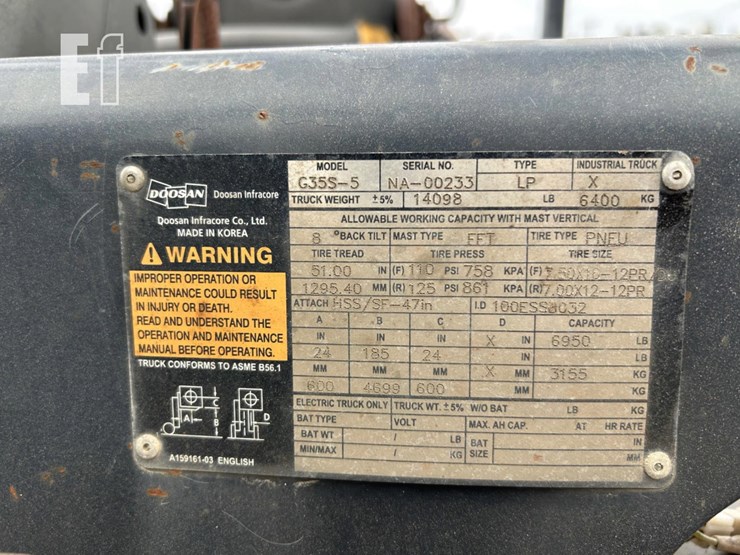 Ef
DOOSAN Doosan Infracore
Doosan Infracore Co., Ltd.
MADE IN KOREA
WARNING
IMPROPER OPERATION OR
MAINTENANCE COULD RESULT
IN INJURY OR DEATH.
READ AND UNDERSTAND THE
OPERATION AND MAINTENANCE
MANUAL BEFORE OPERATING.
TRUCK CONFORMS TO ASME B56.1
A C B D
A159161-03 ENGLISH
MODEL SERIAL NO. TYPE INDUSTRIAL TRUCK
G35S-5 NA-00233 LP X
TRUCK WEIGHT ±5% 14098 LB 6400 KG
ALLOWABLE WORKING CAPACITY WITH MAST VERTICAL
8 °BACK TILT MAST TYPE FFT TIRE TYPE PNEU
TIRE TREAD TIRE PRESS TIRE SIZE
51.00 IN (F) 110 PSI 758 KPA (F)
1295.40 MM (R) 125 PSI 861 KPA (R) 7.00X12-12PR
ATTACH HSS/SF-47in I.D
A B C D CAPACITY
IN IN IN X IN 6950 LB
24 185 24
MM MM MM X MM 3155 KG
600 4699 600
ELECTRIC TRUCK ONLY TRUCK WT. ±5% W/O BAT LB KG
BAT TYPE VOLT MAX. AH CAP. AT HR RATE
BAT WT / LB BAT SIZE IN
MIN/MAX / KG MM